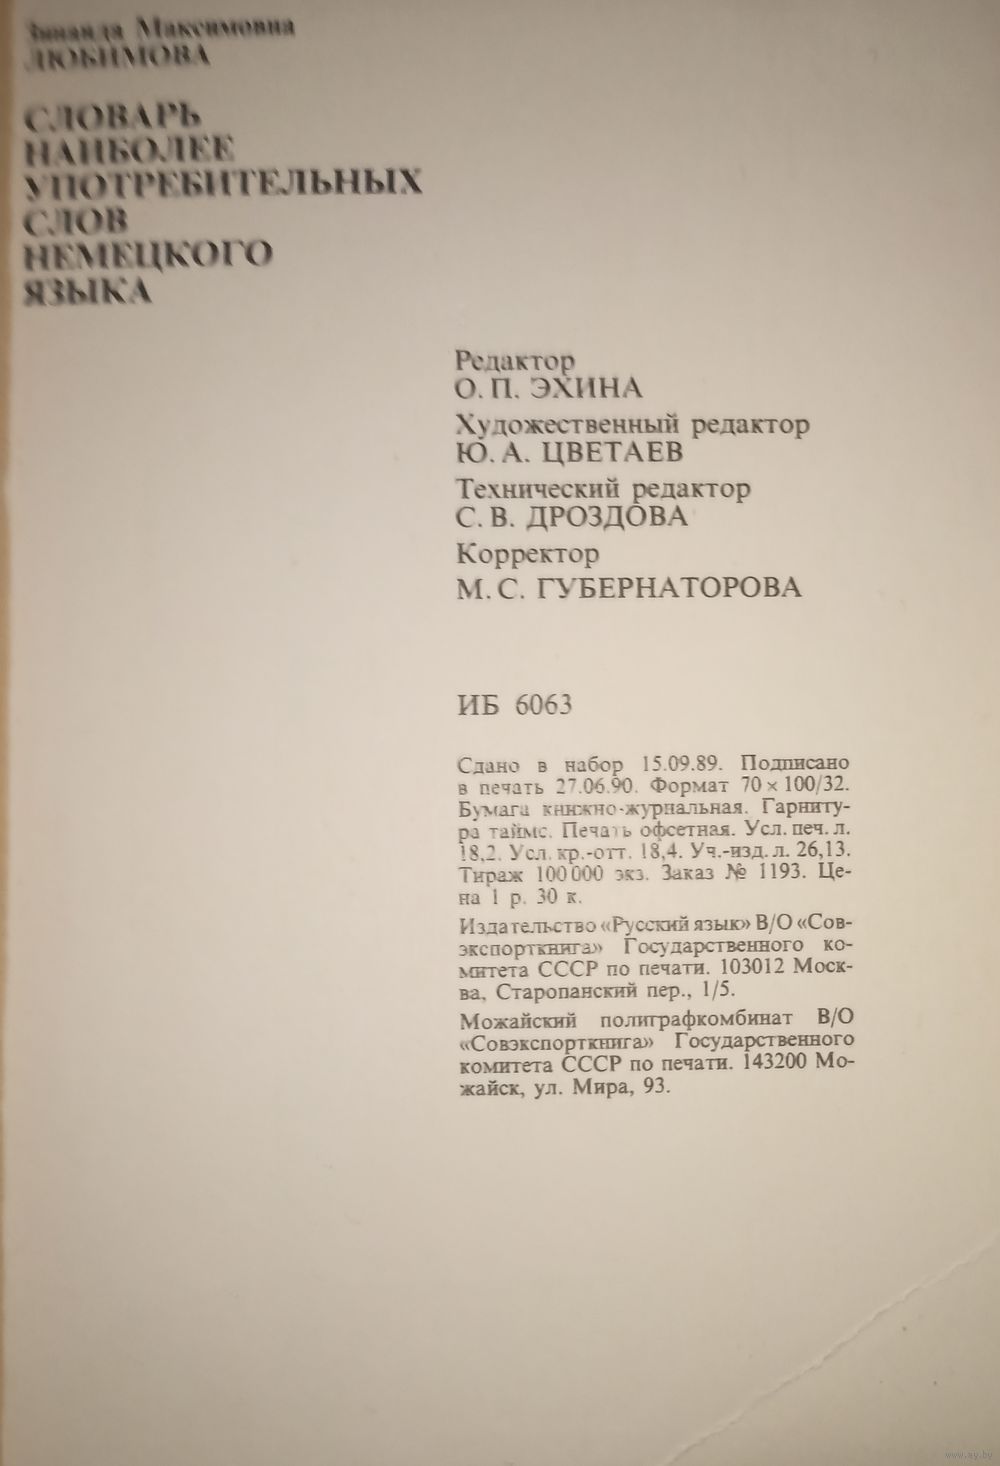 Зинаида Максимовна
ЛЮБИМОВА
СЛОВАРЬ
НАИБОЛЕЕ
УПОТРЕБИТЕЛЬНЫХ
СЛОВ
НЕМЕЦКОГО
ЯЗЫКА
Редактор
О. П. ЭХИНА
Художественный редактор
Ю. А. ЦВЕТАЕВ
Технический редактор
С. В. ДРОЗДОВА
Корректор
М. С. ГУБЕРНАТОРОВА
ИБ 6063
Сдано в набор 15.09.89. Подписано
в печать 27.06.90. Формат 70 × 100/32.
Бумага книжно-журнальная. Гарниту-
ра таймс. Печать офсетная. Усл. печ. л.
18,2. Усл. кр.-отт. 18,4. Уч.-изд. л. 26,13.
Тираж 100 000 экз. Заказ № 1193. Це-
на 1 р. 30 к.
Издательство «Русский язык» В/О «Сов-
экспорткнига» Государственного ко-
митета СССР по печати. 103012 Моск-
ва, Старопанский пер., 1/5.
Можайский полиграфкомбинат В/О
«Совэкспорткнига» Государственного
комитета СССР по печати. 143200 Мо-
жайск, ул. Мира, 93.
www.ay.by